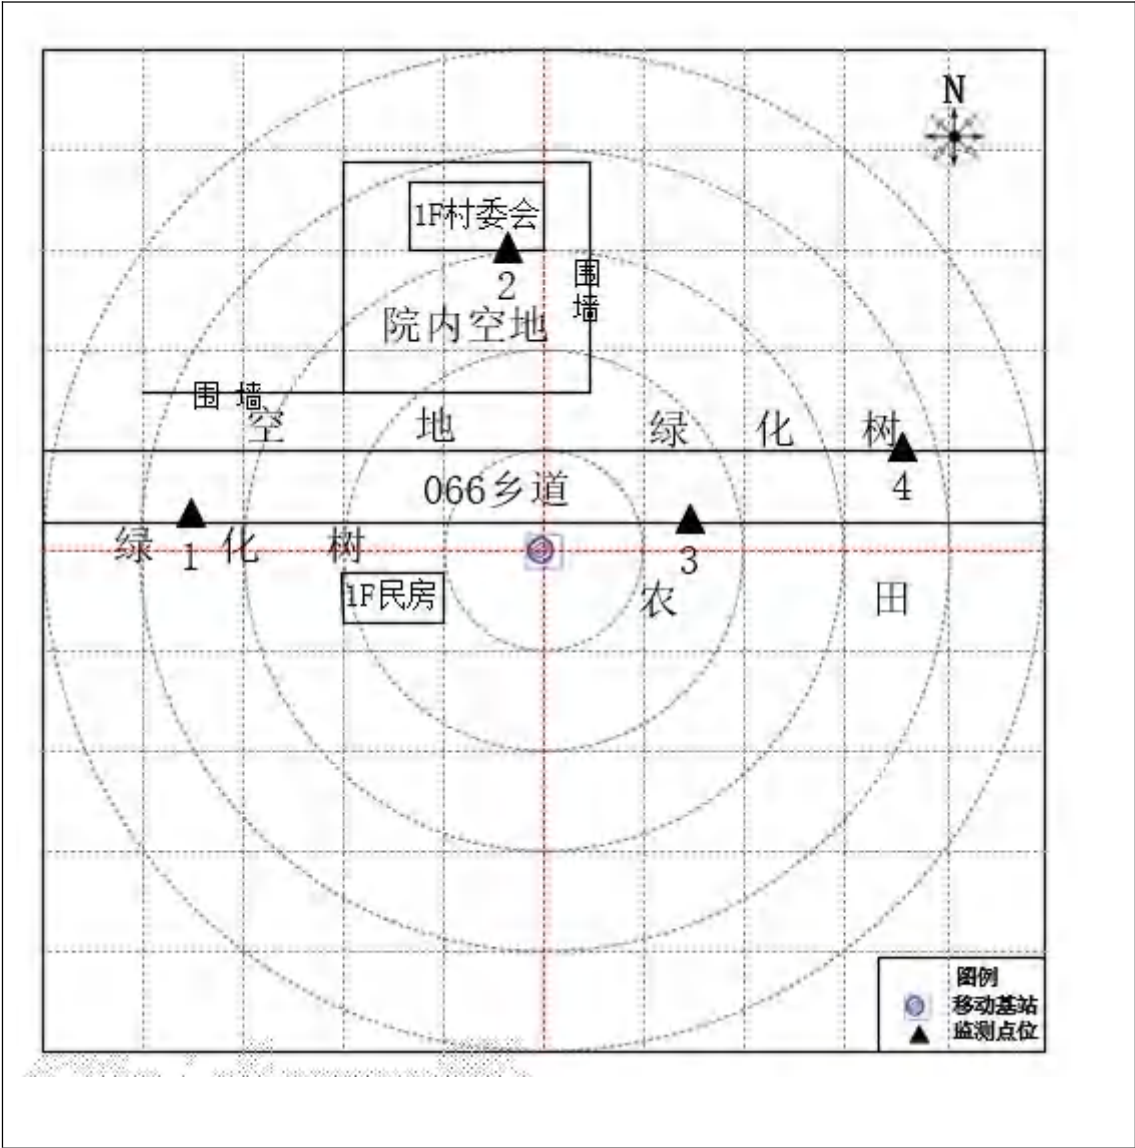 N
1F村委会
2
围墙
院内空地
围 墙
空 地 绿 化 树
066乡道
4
绿 化 树
1
3
1F民房
农 田
图例
移动基站
监测点位